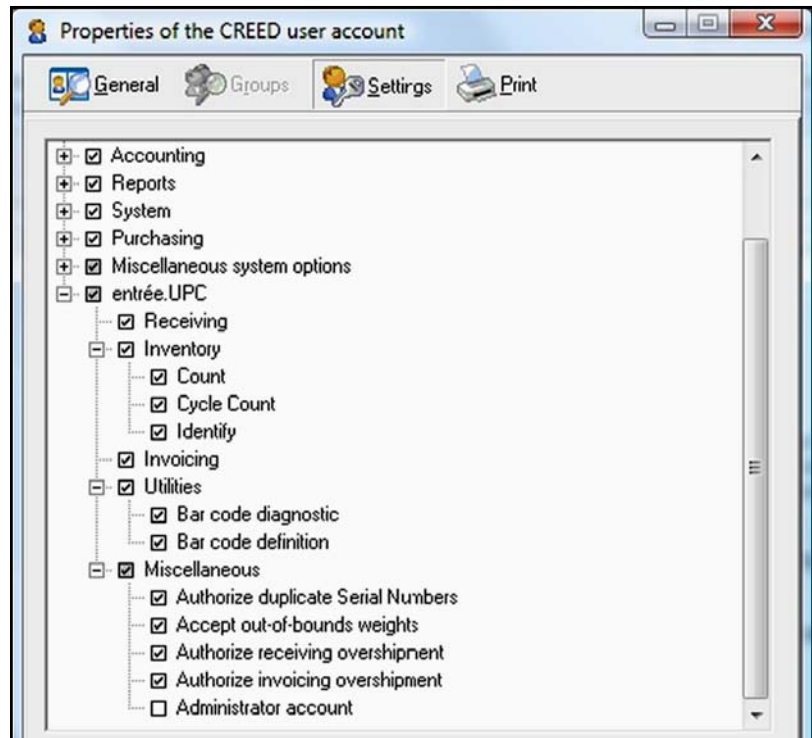 Properties of the CREED user account
General Groups Settings Print
Accounting
Reports
System
Purchasing
Miscellaneous system options
entrée.UPC
Receiving
Inventory
Count
Cycle Count
Identify
Invoicing
Utilities
Bar code diagnostic
Bar code definition
Miscellaneous
Authorize duplicate Serial Numbers
Accept out-of-bounds weights
Authorize receiving overshipment
Authorize invoicing overshipment
Administrator account